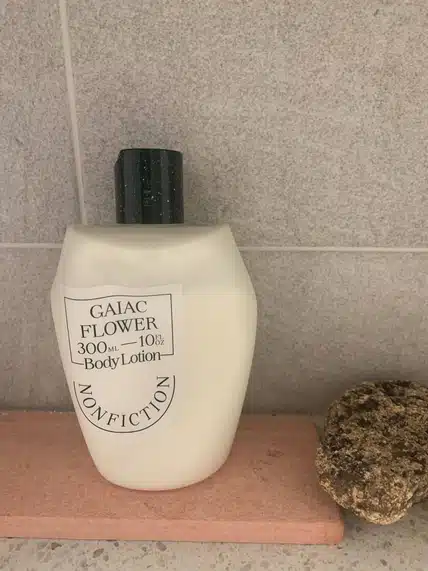 GAIAC
FLOWER
300ML — 10FL OZ
Body Lotion
NONFICTION